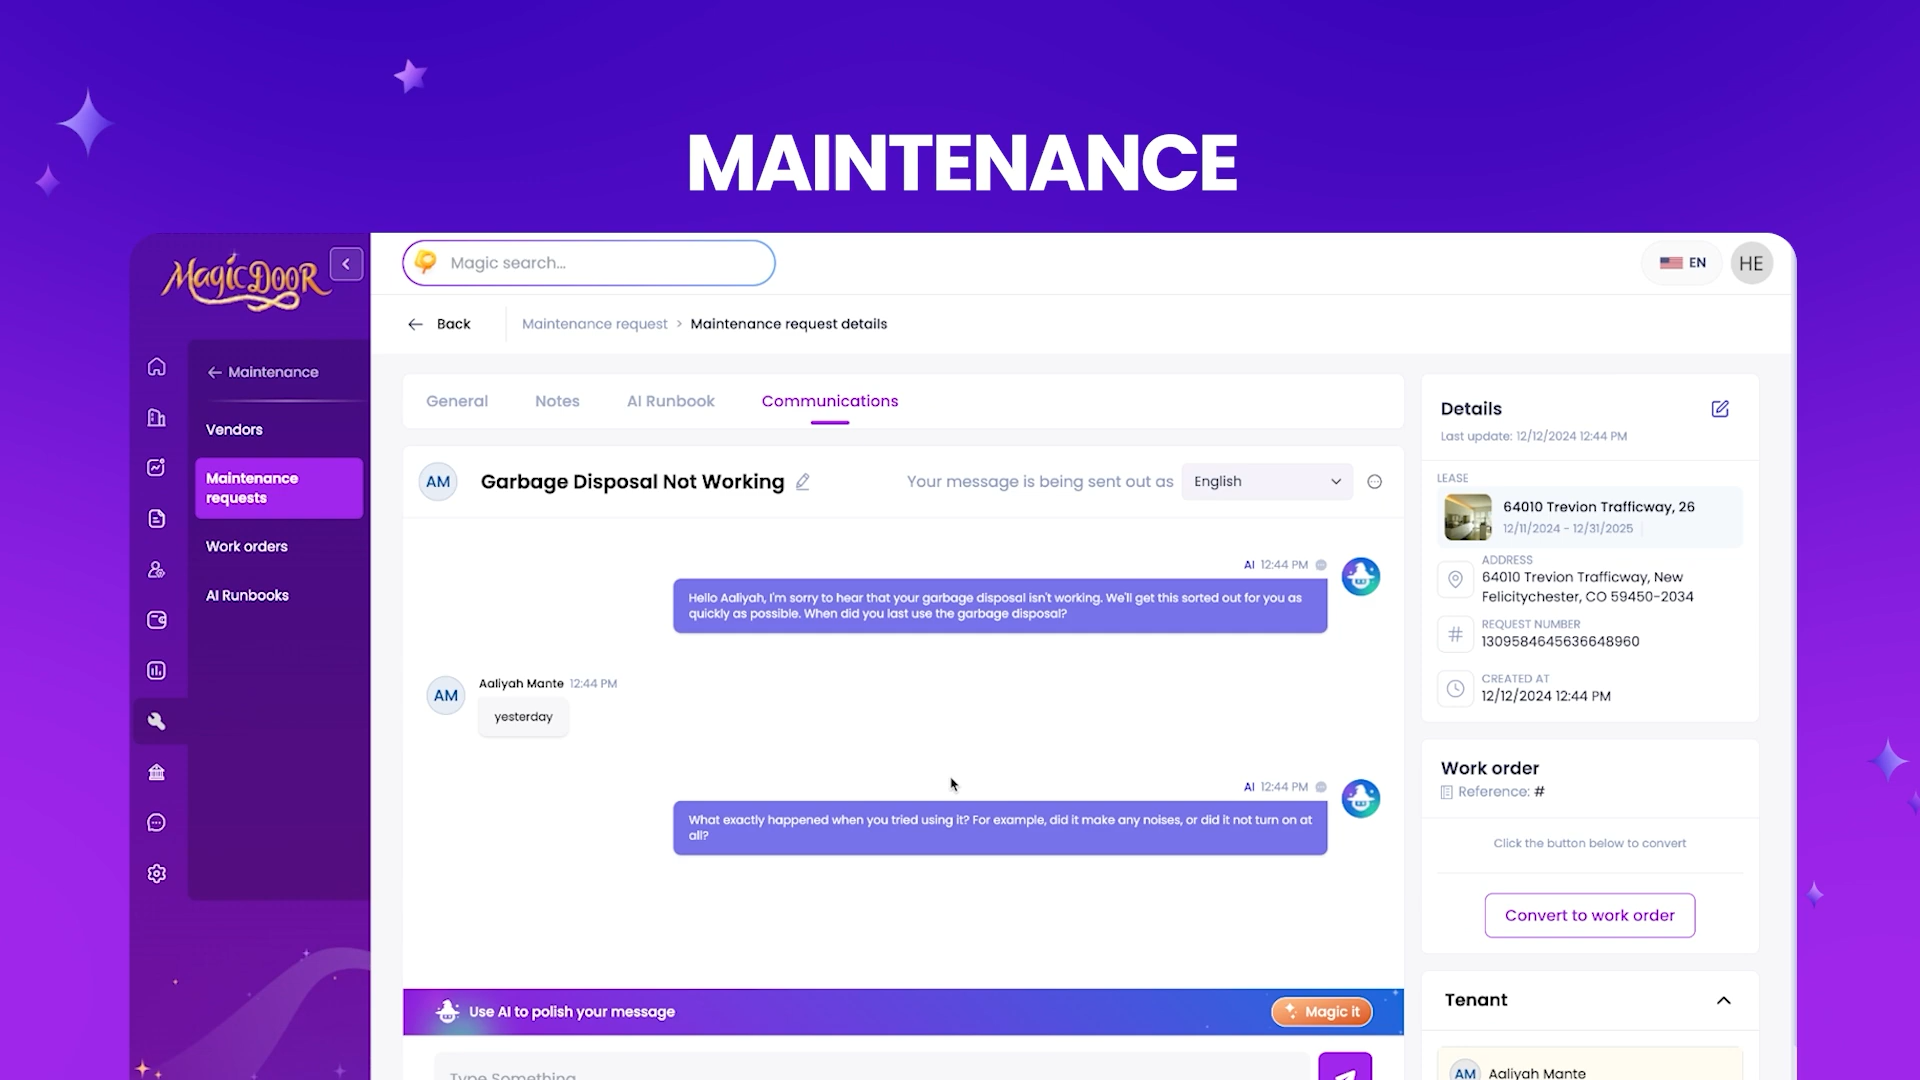 MAINTENANCE
MagicDooR
Magic search...
EN
HE
Back
Maintenance request > Maintenance request details
Maintenance
Vendors
Maintenance
requests
Work orders
AI Runbooks
General
Notes
AI Runbook
Communications
AM
Garbage Disposal Not Working
Your message is being sent out as
English
AI 12:44 PM
Hello Aaliyah, I'm sorry to hear that your garbage disposal isn't working. We'll get this sorted out for you as
quickly as possible. When did you last use the garbage disposal?
AM
Aaliyah Mante 12:44 PM
yesterday
AI 12:44 PM
What exactly happened when you tried using it? For example, did it make any noises, or did it not turn on at
all?
Use AI to polish your message
Magic it
Type Something
Details
Last update: 12/12/2024 12:44 PM
LEASE
64010 Trevion Trafficway, 26
12/11/2024 - 12/31/2025
ADDRESS
64010 Trevion Trafficway, New
Felicitychester, CO 59450-2034
#
REQUEST NUMBER
1309584645636648960
CREATED AT
12/12/2024 12:44 PM
Work order
Reference: #
Click the button below to convert
Convert to work order
Tenant
AM
Aaliyah Mante